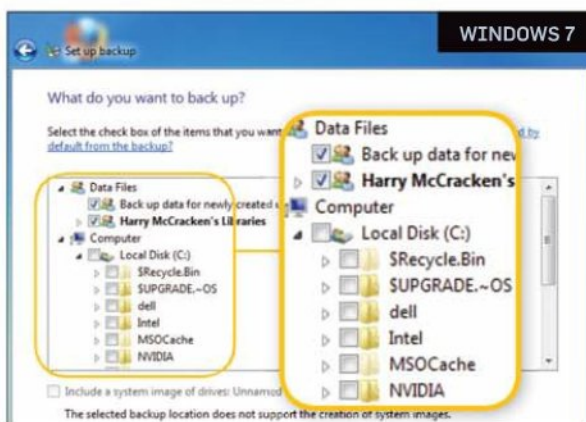 WINDOWS 7
Set up backup
What do you want to back up?
Select the check box of the items that you want
by
default from the backup?
Data Files
Back up data for newly created
Harry McCracken's Libraries
Computer
Local Disk (C:)
$Recycle.Bin
$UPGRADE.~OS
dell
Intel
MSOCache
NVIDIA
Data Files
Back up data for
Harry McCracken's
Computer
Local Disk (C:)
$Recycle.Bin
$UPGRADE.~OS
dell
Intel
MSOCache
NVIDIA
Include a system image of drives: Unnamed
The selected backup location does not support the creation of system images.